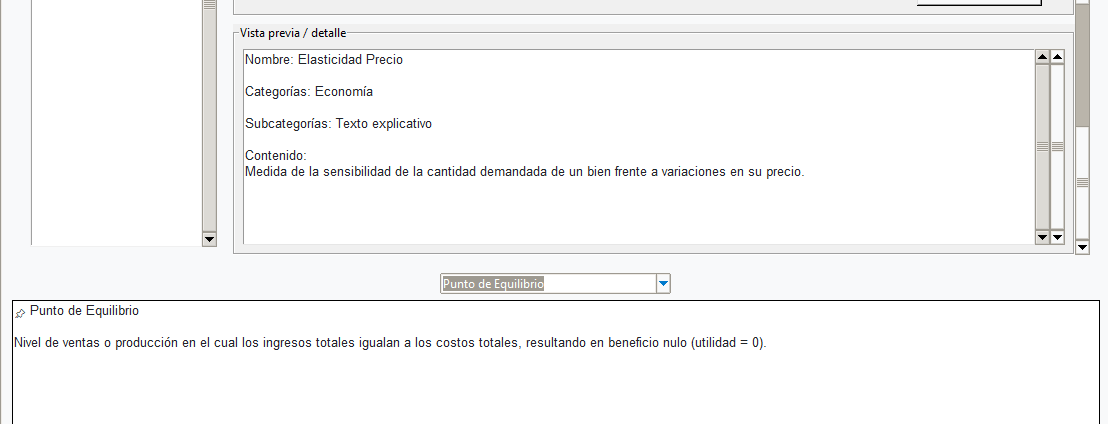 Vista previa / detalle
Nombre: Elasticidad Precio
Categorías: Economía
Subcategorías: Texto explicativo
Contenido:
Medida de la sensibilidad de la cantidad demandada de un bien frente a variaciones en su precio.
Punto de Equilibrio
Punto de Equilibrio
Nivel de ventas o producción en el cual los ingresos totales igualan a los costos totales, resultando en beneficio nulo (utilidad = 0).